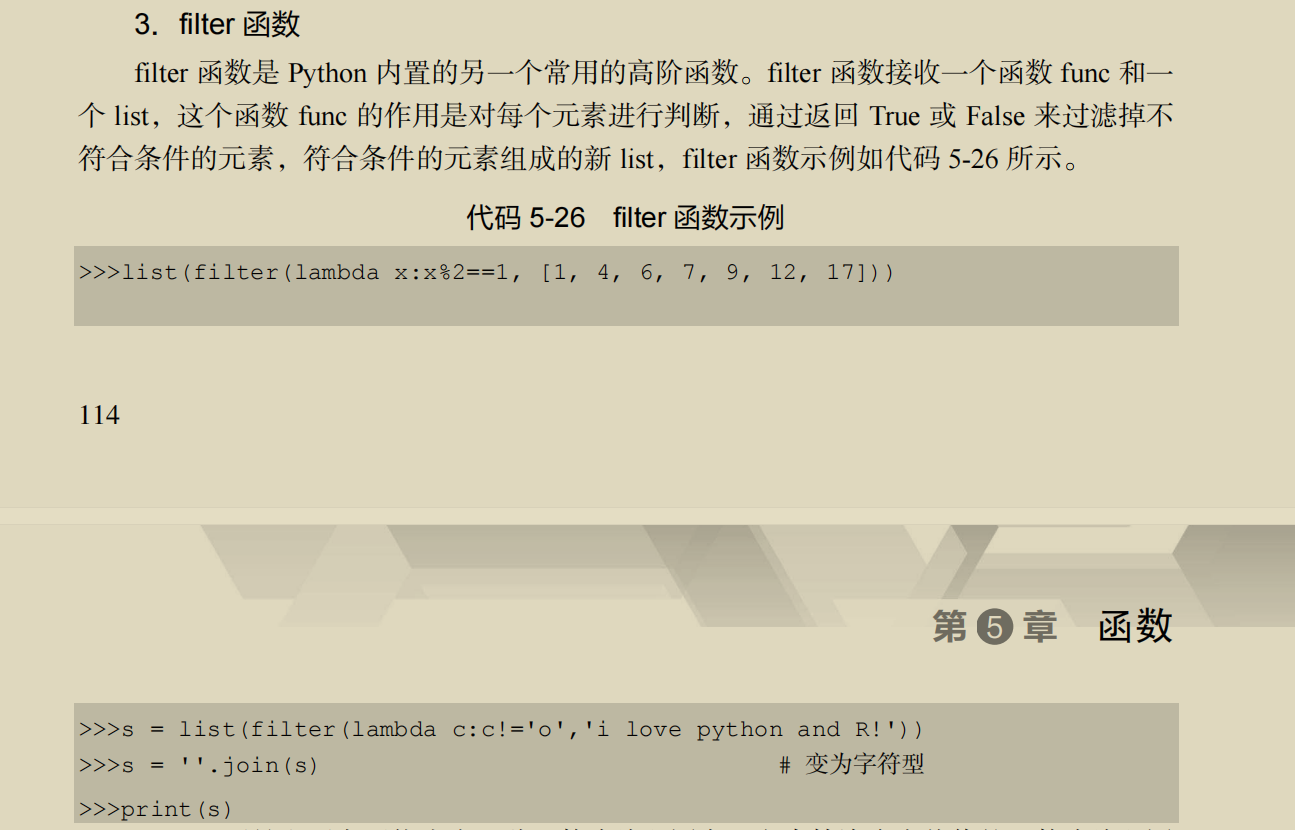 3. filter 函数
filter 函数是 Python 内置的另一个常用的高阶函数。filter 函数接收一个函数 func 和一
个 list，这个函数 func 的作用是对每个元素进行判断，通过返回 True 或 False 来过滤掉不
符合条件的元素，符合条件的元素组成的新 list，filter 函数示例如代码 5-26 所示。
代码 5-26 filter 函数示例
>>>list(filter(lambda x:x%2==1, [1, 4, 6, 7, 9, 12, 17]))
114
第 5 章 函数
>>>s = list(filter(lambda c:c!='o','i love python and R!'))
>>>s = ''.join(s) # 变为字符型
>>>print(s)